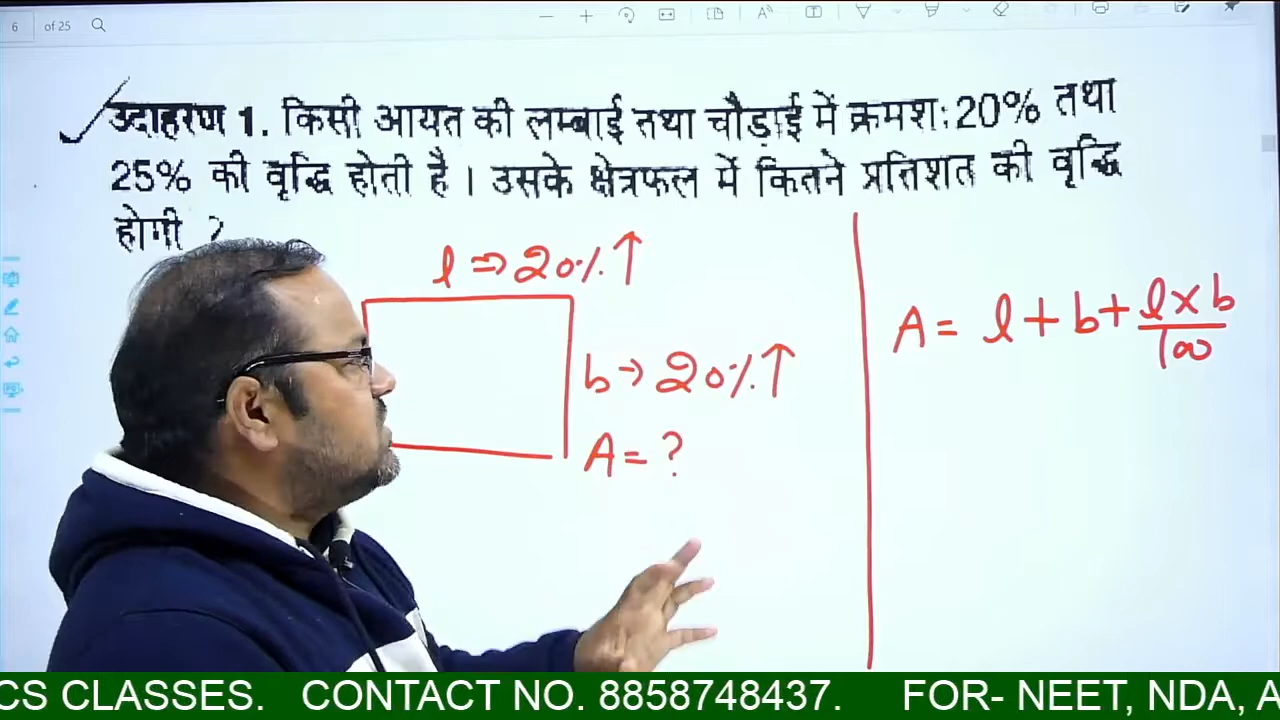 6 of 25
उदाहरण 1. किसी आयत की लम्बाई तथा चौड़ाई में क्रमशः 20% तथा
25% की वृद्धि होती है । उसके क्षेत्रफल में कितने प्रतिशत की वृद्धि
होगी ?
l ⇒ 20% ↑
b → 20% ↑
A = ?
A = l + b + l × b
100
CS CLASSES. CONTACT NO. 8858748437. FOR- NEET, NDA, A